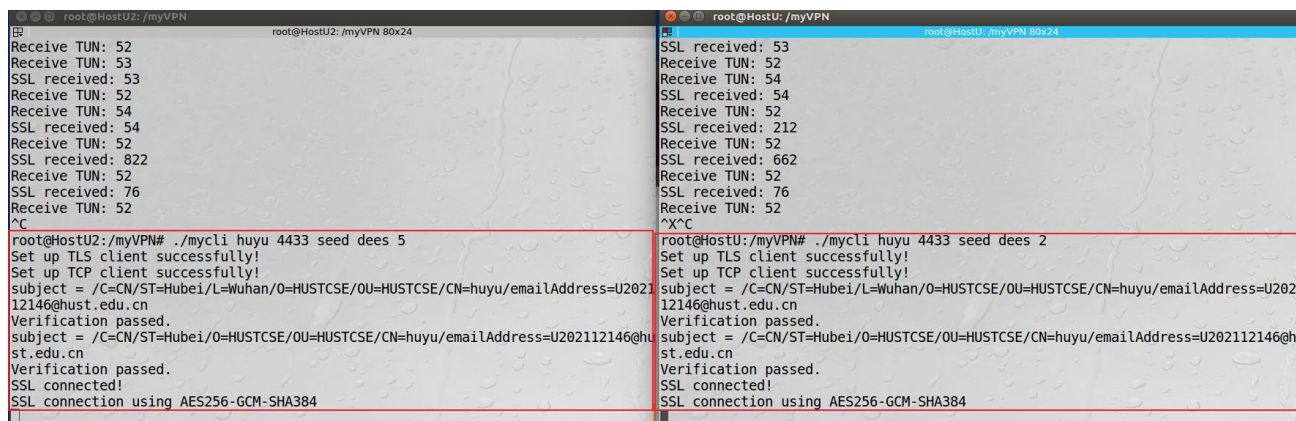 root@HostU2: /myVPN
root@HostU2: /myVPN 80x24
Receive TUN: 52
Receive TUN: 53
SSL received: 53
Receive TUN: 52
Receive TUN: 54
SSL received: 54
Receive TUN: 52
SSL received: 822
Receive TUN: 52
SSL received: 76
Receive TUN: 52
^C
root@HostU2:/myVPN# ./mycli huyu 4433 seed dees 5
Set up TLS client successfully!
Set up TCP client successfully!
subject = /C=CN/ST=Hubei/L=Wuhan/O=HUSTCSE/OU=HUSTCSE/CN=huyu/emailAddress=U2021
12146@hust.edu.cn
Verification passed.
subject = /C=CN/ST=Hubei/O=HUSTCSE/OU=HUSTCSE/CN=huyu/emailAddress=U202112146@hu
st.edu.cn
Verification passed.
SSL connected!
SSL connection using AES256-GCM-SHA384
root@HostU: /myVPN
root@HostU: /myVPN 80x24
SSL received: 53
Receive TUN: 52
Receive TUN: 54
SSL received: 54
Receive TUN: 52
SSL received: 212
Receive TUN: 52
SSL received: 662
Receive TUN: 52
SSL received: 76
Receive TUN: 52
^X^C
root@HostU:/myVPN# ./mycli huyu 4433 seed dees 2
Set up TLS client successfully!
Set up TCP client successfully!
subject = /C=CN/ST=Hubei/L=Wuhan/O=HUSTCSE/OU=HUSTCSE/CN=huyu/emailAddress=U202
12146@hust.edu.cn
Verification passed.
subject = /C=CN/ST=Hubei/O=HUSTCSE/OU=HUSTCSE/CN=huyu/emailAddress=U202112146@h
st.edu.cn
Verification passed.
SSL connected!
SSL connection using AES256-GCM-SHA384